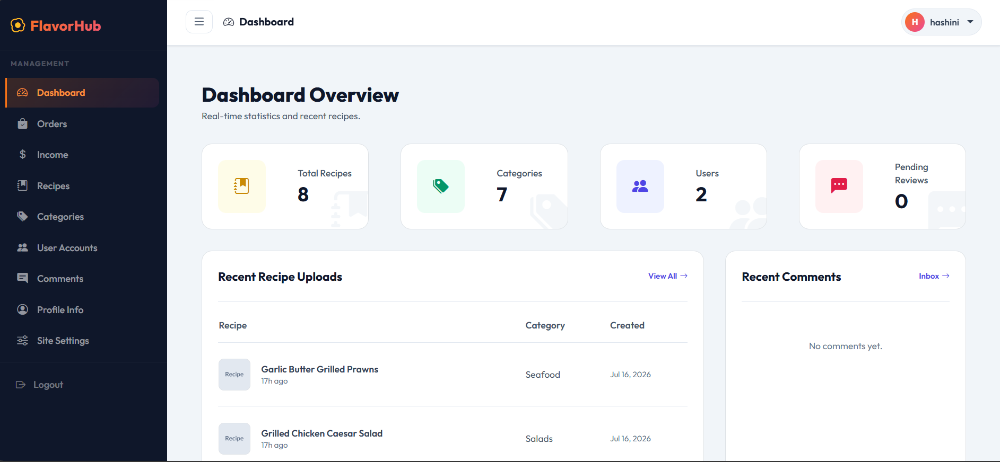 FlavorHub
MANAGEMENT
Dashboard
Orders
Income
Recipes
Categories
User Accounts
Comments
Profile Info
Site Settings
Logout
Dashboard
H hashini
Dashboard Overview
Real-time statistics and recent recipes.
Total Recipes
8
Categories
7
Users
2
Pending
Reviews
0
Recent Recipe Uploads
View All →
Recipe Category Created
Recipe
Garlic Butter Grilled Prawns
17h ago
Seafood
Jul 16, 2026
Recipe
Grilled Chicken Caesar Salad
17h ago
Salads
Jul 16, 2026
Recent Comments
Inbox →
No comments yet.